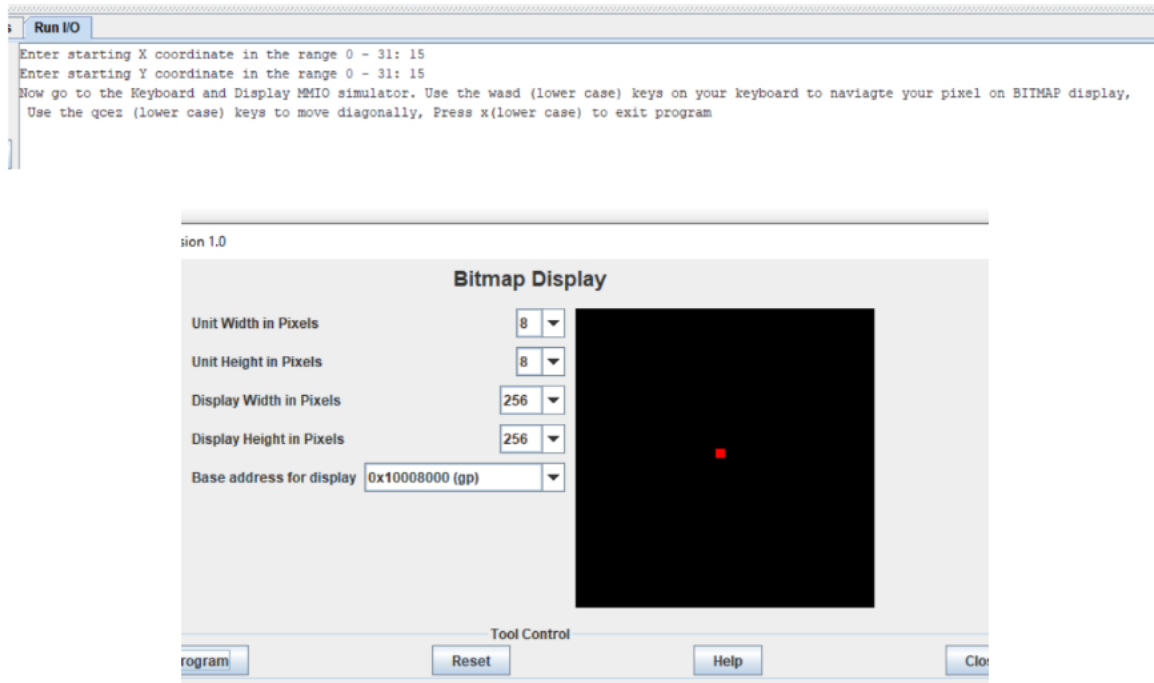 Run I/O
Enter starting X coordinate in the range 0 - 31: 15
Enter starting Y coordinate in the range 0 - 31: 15
Now go to the Keyboard and Display MMIO simulator. Use the wasd (lower case) keys on your keyboard to naviagte your pixel on BITMAP display,
Use the qcez (lower case) keys to move diagonally, Press x(lower case) to exit program
sion 1.0
Bitmap Display
Unit Width in Pixels 8
Unit Height in Pixels 8
Display Width in Pixels 256
Display Height in Pixels 256
Base address for display 0x10008000 (gp)
Tool Control
rogram Reset Help Clo